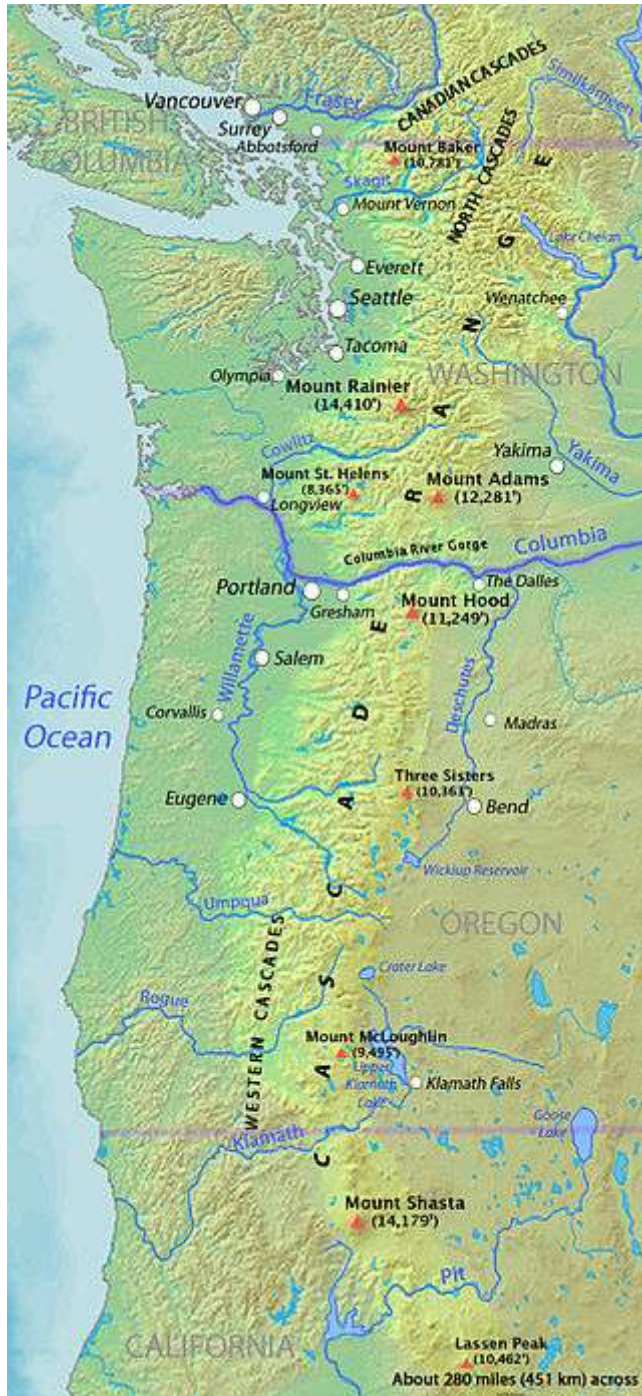 CANADIAN CASCADES
Similkameen
Vancouver
Fraser
BRITISH
COLUMBIA
Surrey
Abbotsford
Mount Baker
(10,781')
NORTH CASCADES
Skagit
Mount Vernon
Lake Chelan
Everett
Seattle
Wenatchee
Tacoma
Olympia
WASHINGTON
Mount Rainier
(14,410')
Cowlitz
Yakima
Yakima
Mount St. Helens
(8,365')
Mount Adams
(12,281')
Longview
Columbia River Gorge
Columbia
Portland
The Dalles
Gresham
Mount Hood
(11,249')
Willamette
Salem
Deschutes
Pacific
Ocean
Corvallis
Madras
Three Sisters
(10,363')
Eugene
Bend
Wickiup Reservoir
Umpqua
OREGON
WESTERN CASCADES
Crater Lake
Rogue
Mount McLoughlin
(9,495')
Upper
Klamath
Lake
Klamath Falls
Goose
Lake
Klamath
CASCADE RANGE
Mount Shasta
(14,179')
Pit
CALIFORNIA
Lassen Peak
(10,462')
About 280 miles (451 km) across